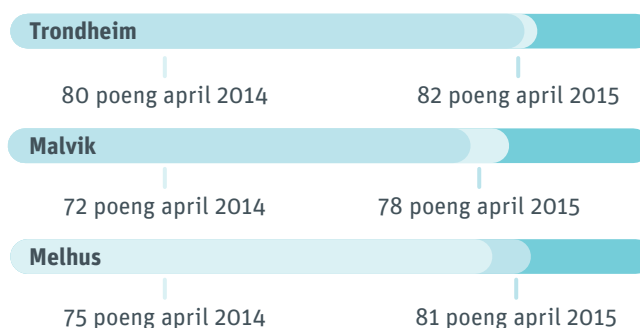 Trondheim
80 poeng april 2014 82 poeng april 2015
Malvik
72 poeng april 2014 78 poeng april 2015
Melhus
75 poeng april 2014 81 poeng april 2015